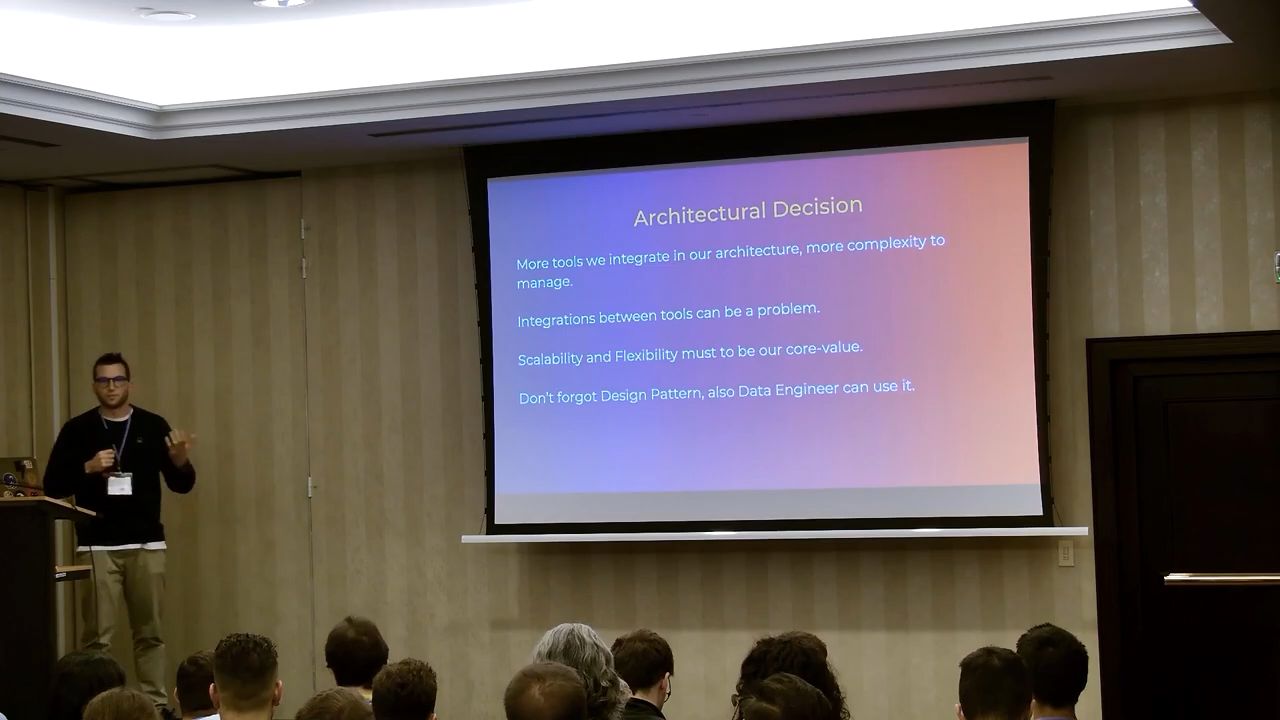 Architectural Decision
More tools we integrate in our architecture, more complexity to
manage.
Integrations between tools can be a problem.
Scalability and Flexibility must to be our core-value.
Don't forgot Design Pattern, also Data Engineer can use it.